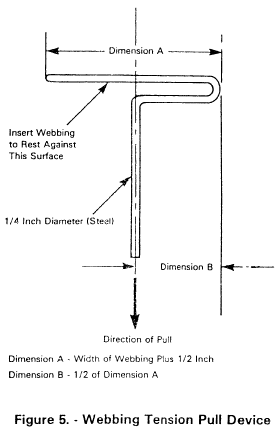 Dimension A
Insert Webbing
to Rest Against
This Surface
1/4 Inch Diameter (Steel)
Dimension B
Direction of Pull
Dimension A - Width of Webbing Plus 1/2 Inch
Dimension B - 1/2 of Dimension A
Figure 5. - Webbing Tension Pull Device